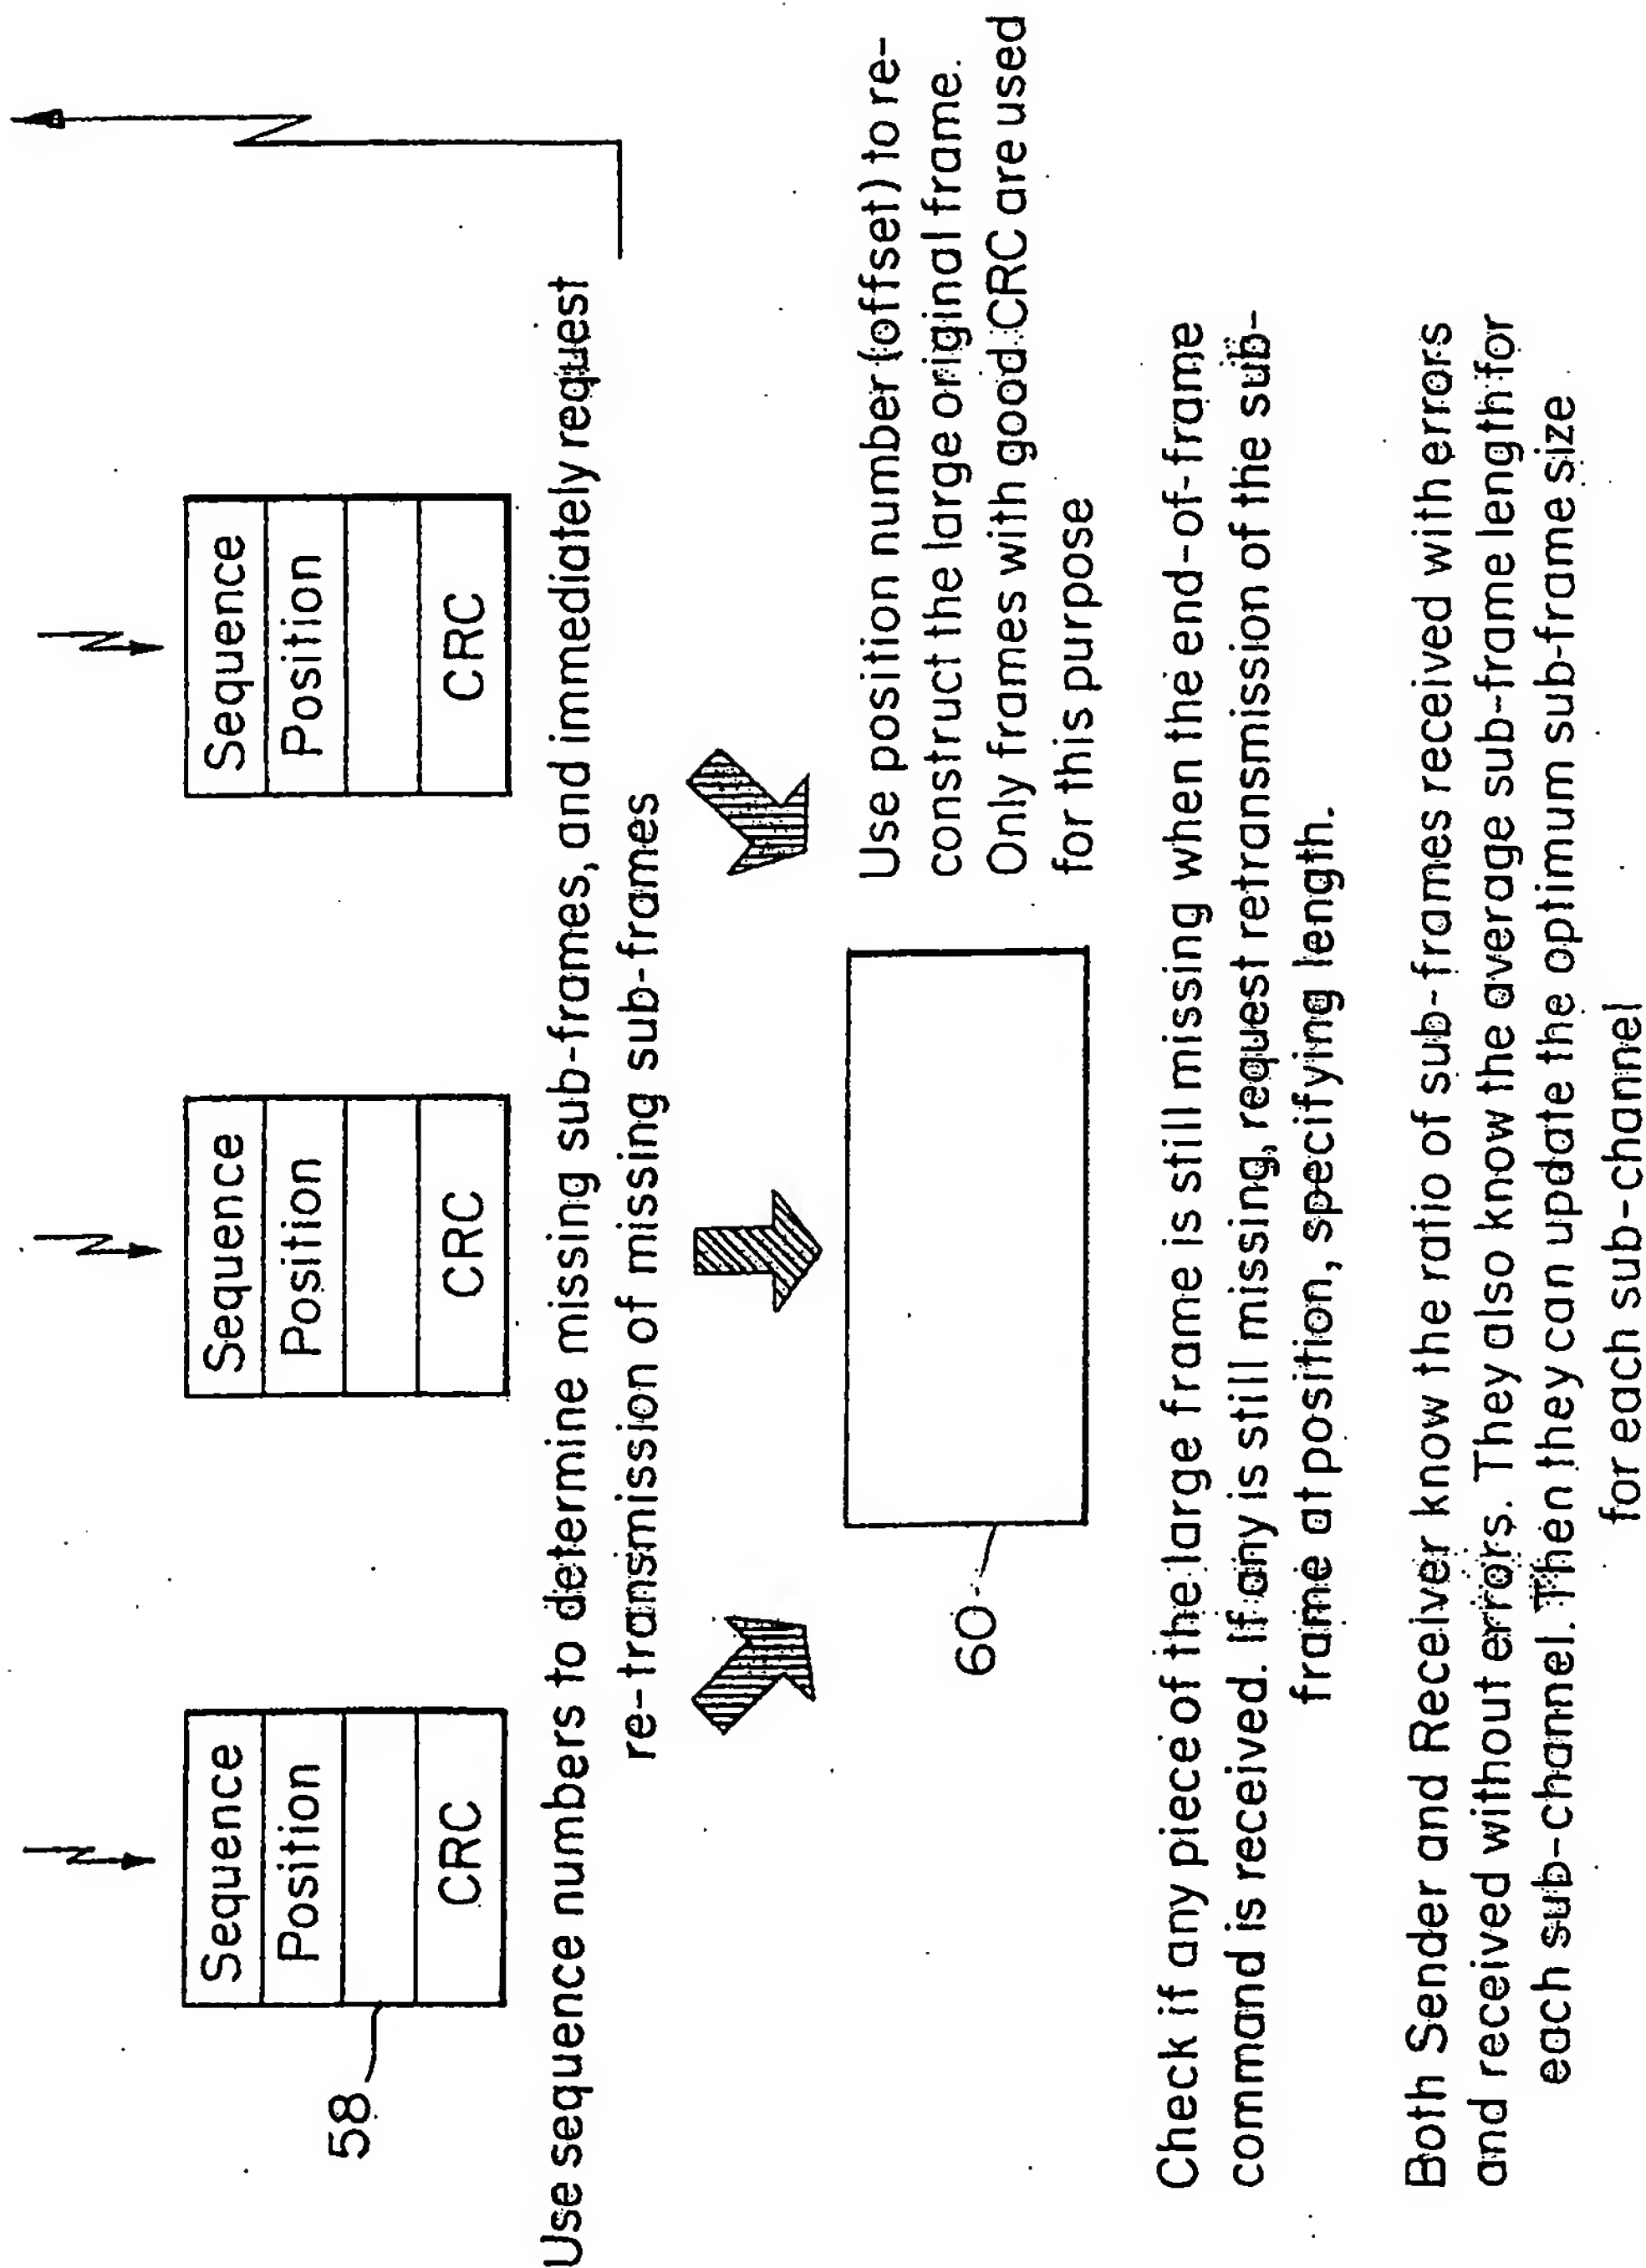 Sequence
Position
CRC
Sequence
Position
CRC
Sequence
Position
CRC
58
Use sequence numbers to determine missing sub-frames, and immediately request
re-transmission of missing sub-frames
Use position number (offset) to re-
construct the large original frame.
Only frames with good CRC are used
for this purpose
60
Check if any piece of the large frame is still missing when the end-of-frame
command is received. If any is still missing, request retransmission of the sub-
frame at position, specifying length.
Both Sender and Receiver know the ratio of sub-frames received with errors
and received without errors. They also know the average sub-frame length for
each sub-channel. Then they can update the optimum sub-frame size
for each sub-channel